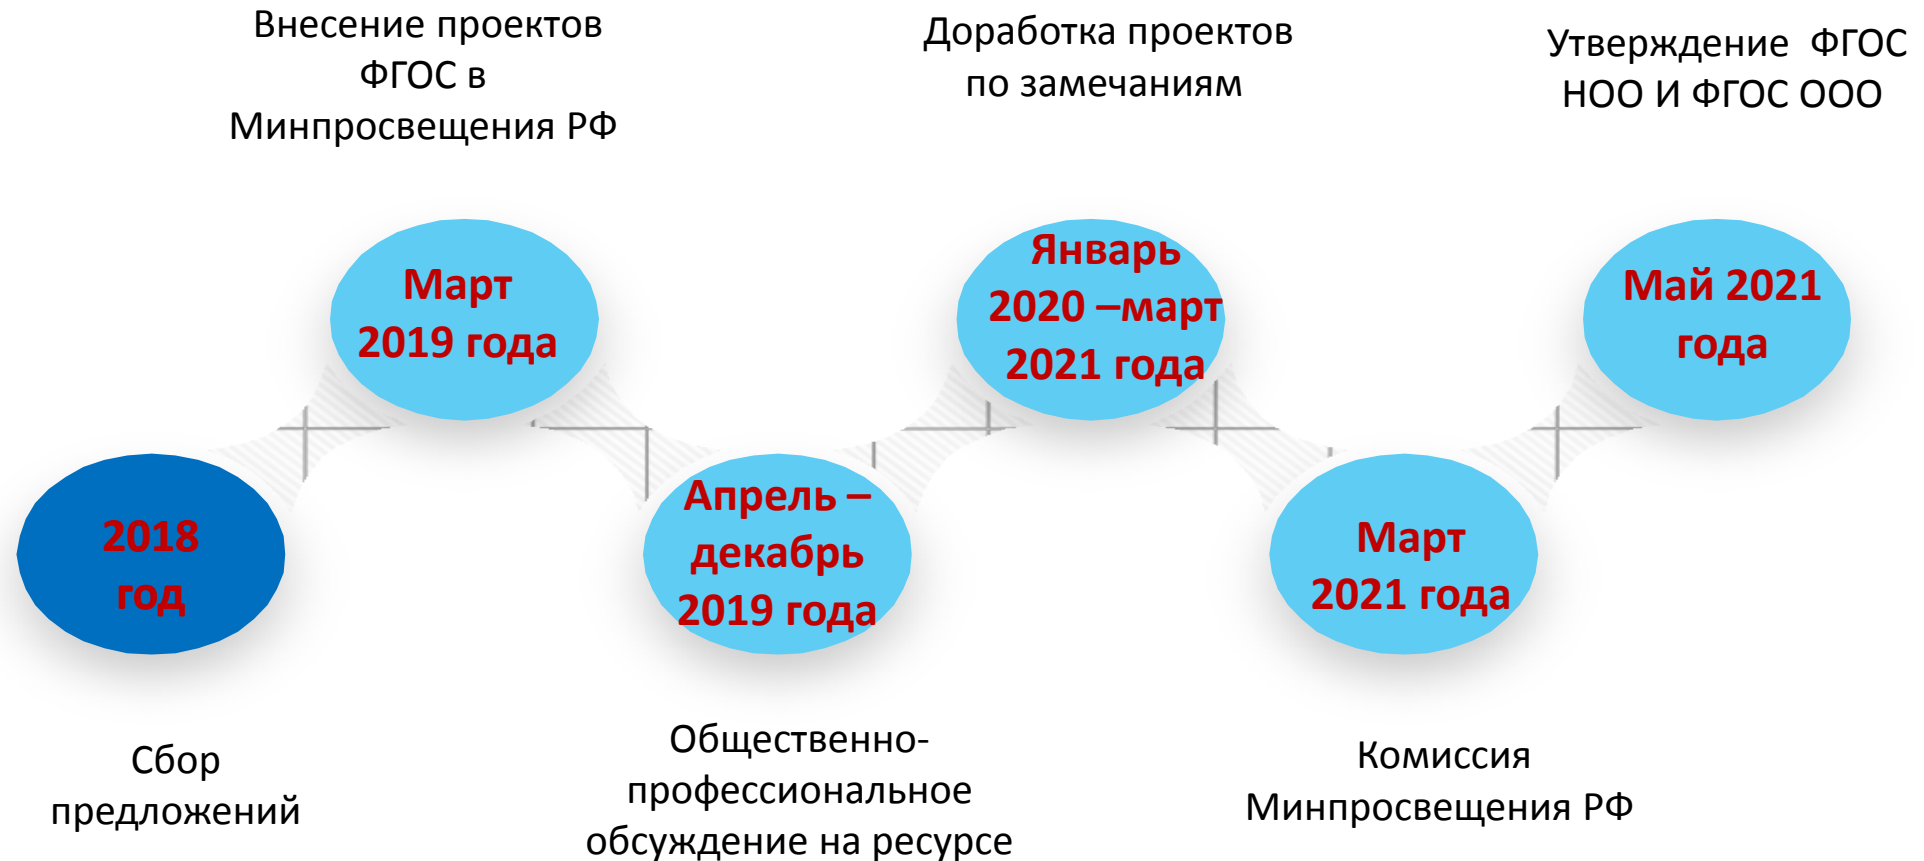 Внесение проектов
ФГОС в
Минпросвещения РФ
Доработка проектов
по замечаниям
Утверждение  ФГОС
НОО И ФГОС ООО
Март
2019 года
Январь
2020 –март
2021 года
Май 2021
года
2018
год
Апрель –
декабрь
2019 года
Март
2021 года
Сбор
предложений
Общественно-
профессиональное
обсуждение на ресурсе
Комиссия
Минпросвещения РФ